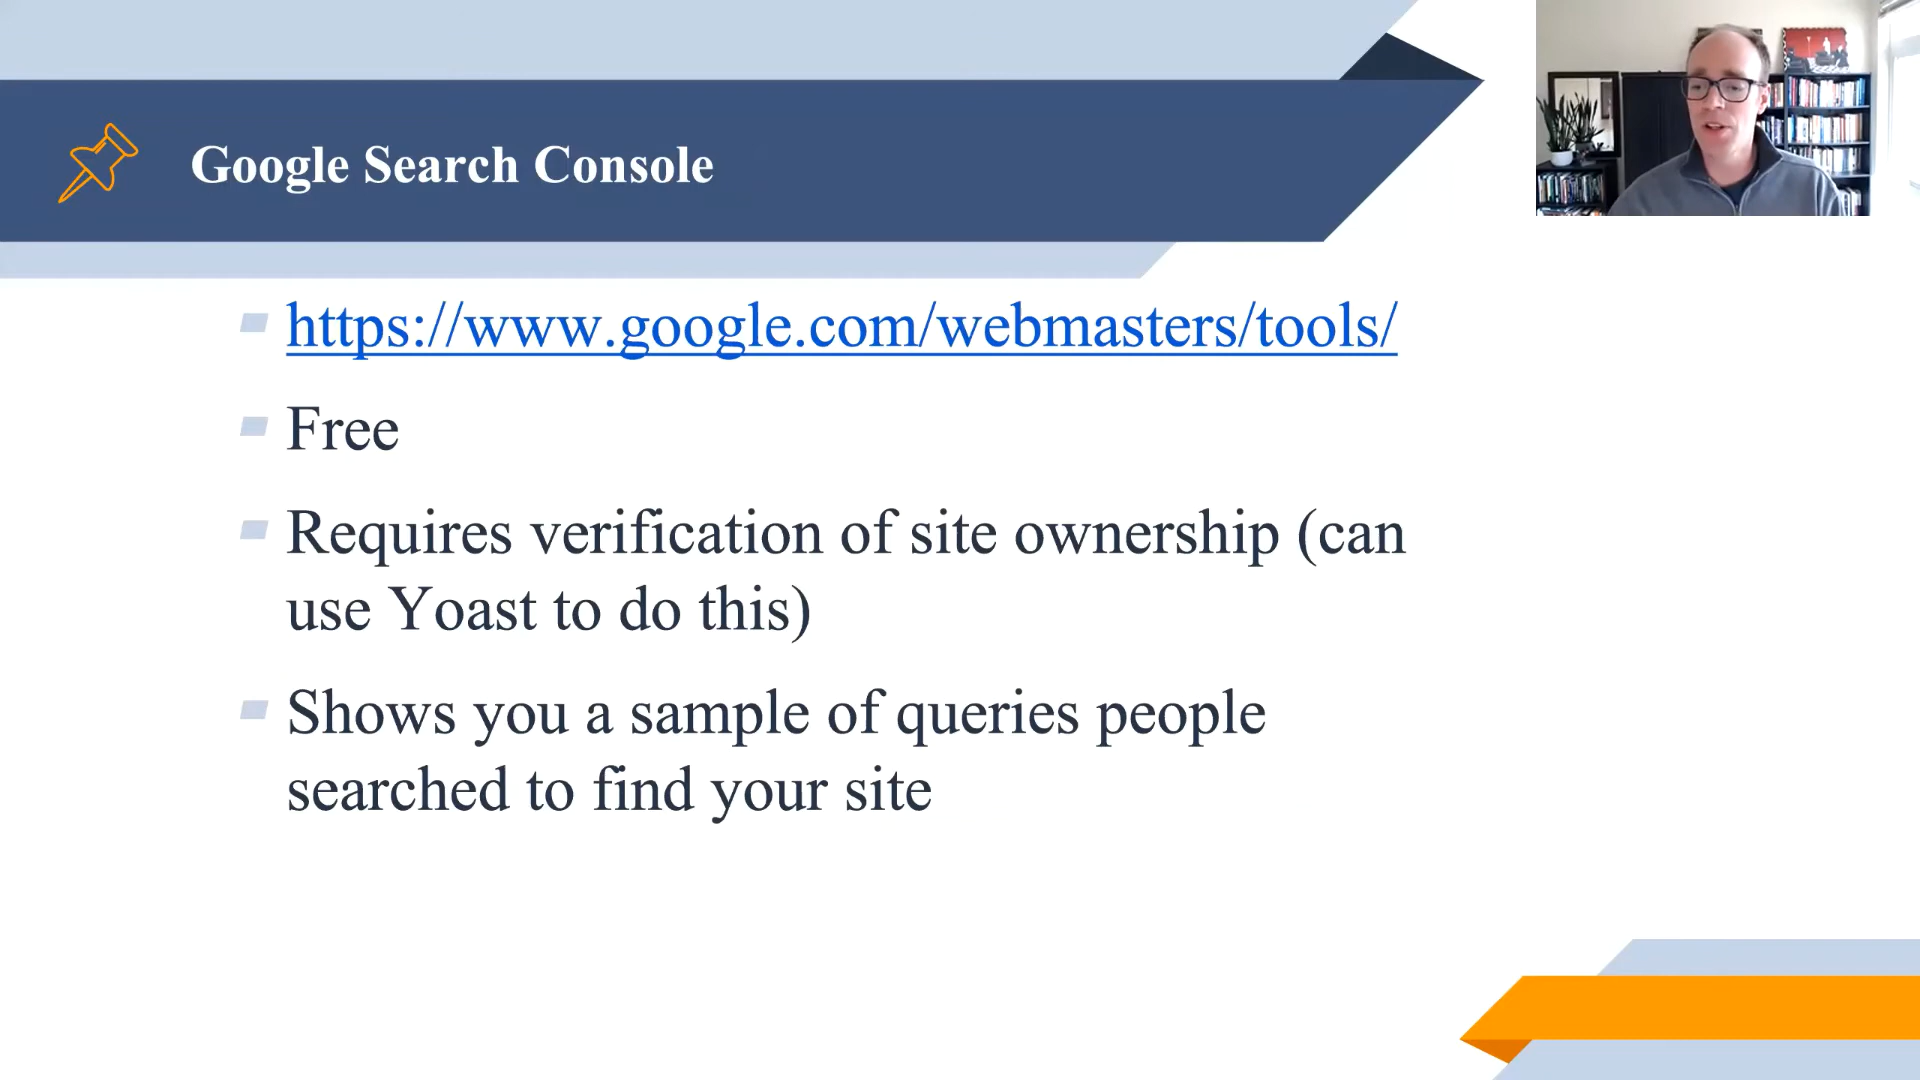 Google Search Console
https://www.google.com/webmasters/tools/
Free
Requires verification of site ownership (can
use Yoast to do this)
Shows you a sample of queries people
searched to find your site